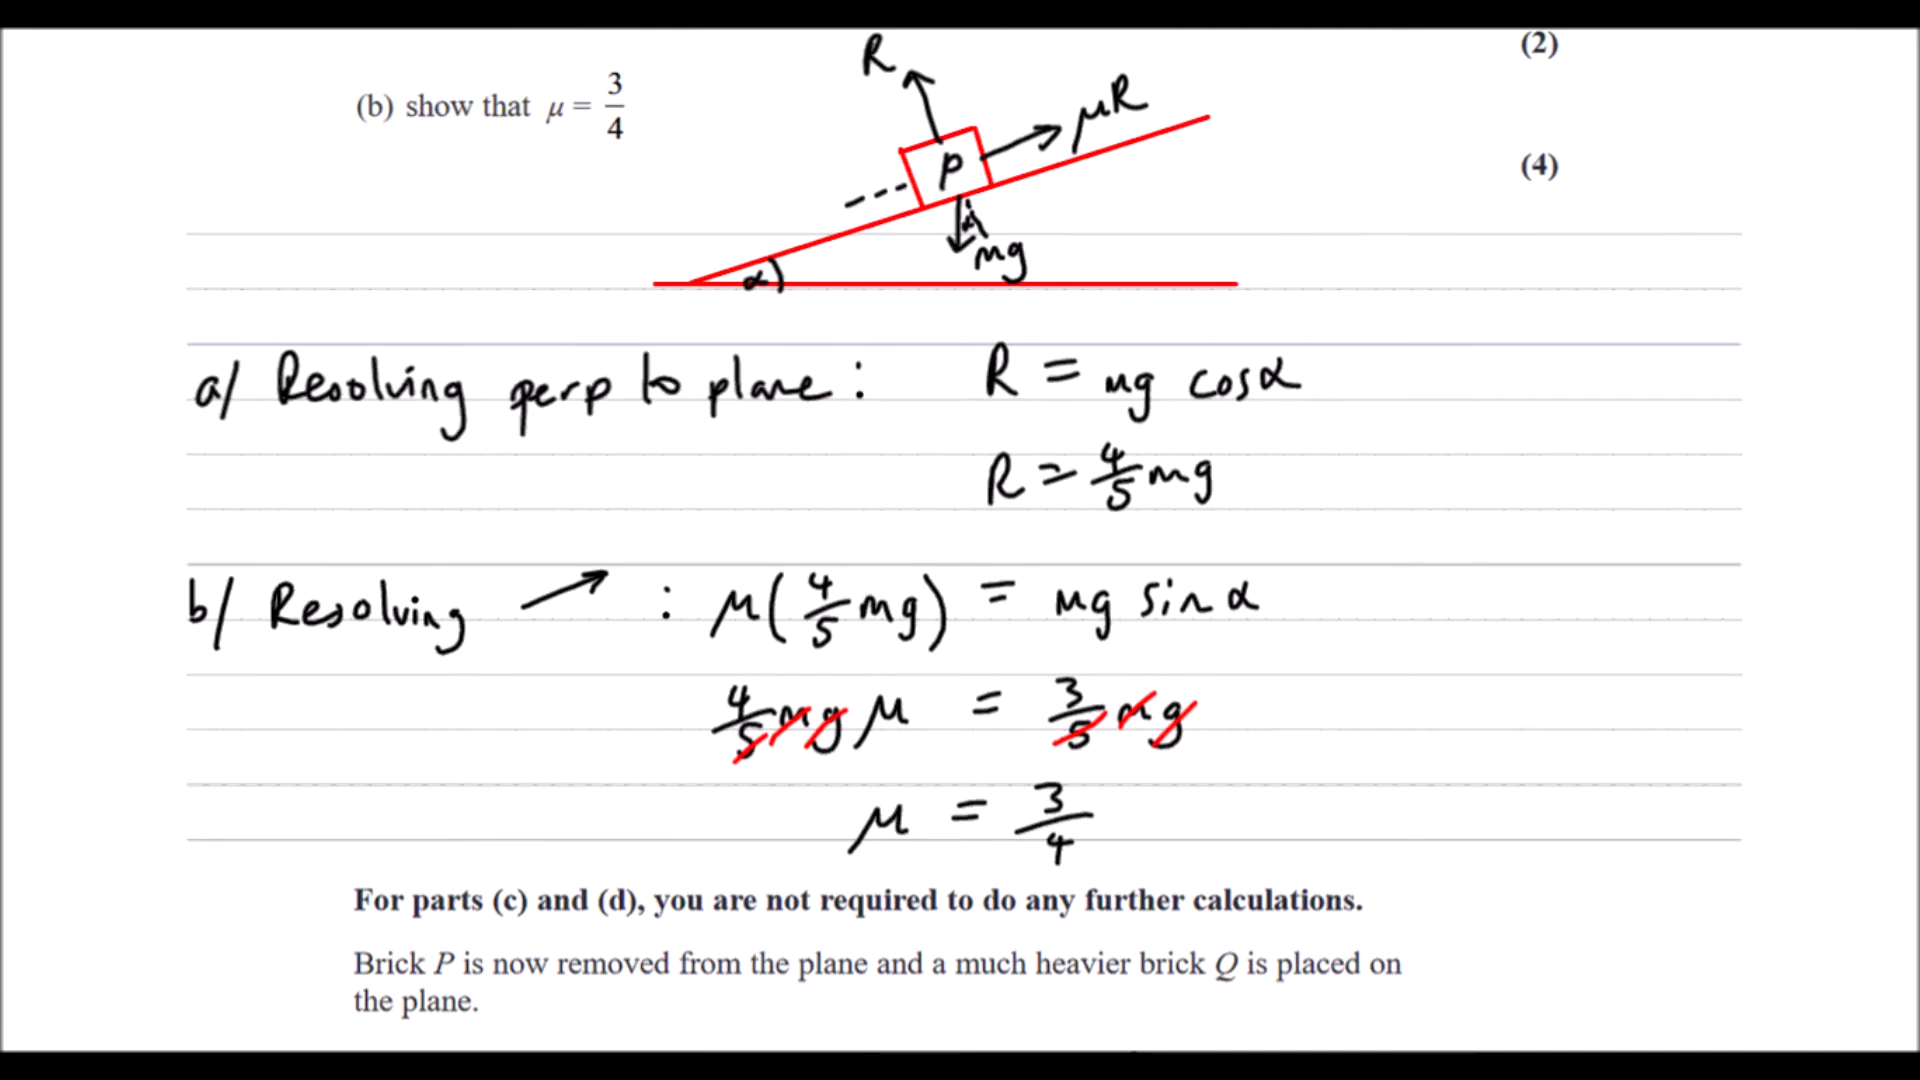 (2)
(b) show that μ = 3/4
(4)
R
μR
P
mg
α
a/ Resolving perp to plane : R = mg cosα
R = 4/5 mg
b/ Resolving ↗ : μ(4/5 mg) = mg sin α
4/5 mg μ = 3/5 mg
μ = 3/4
For parts (c) and (d), you are not required to do any further calculations.
Brick P is now removed from the plane and a much heavier brick Q is placed on
the plane.